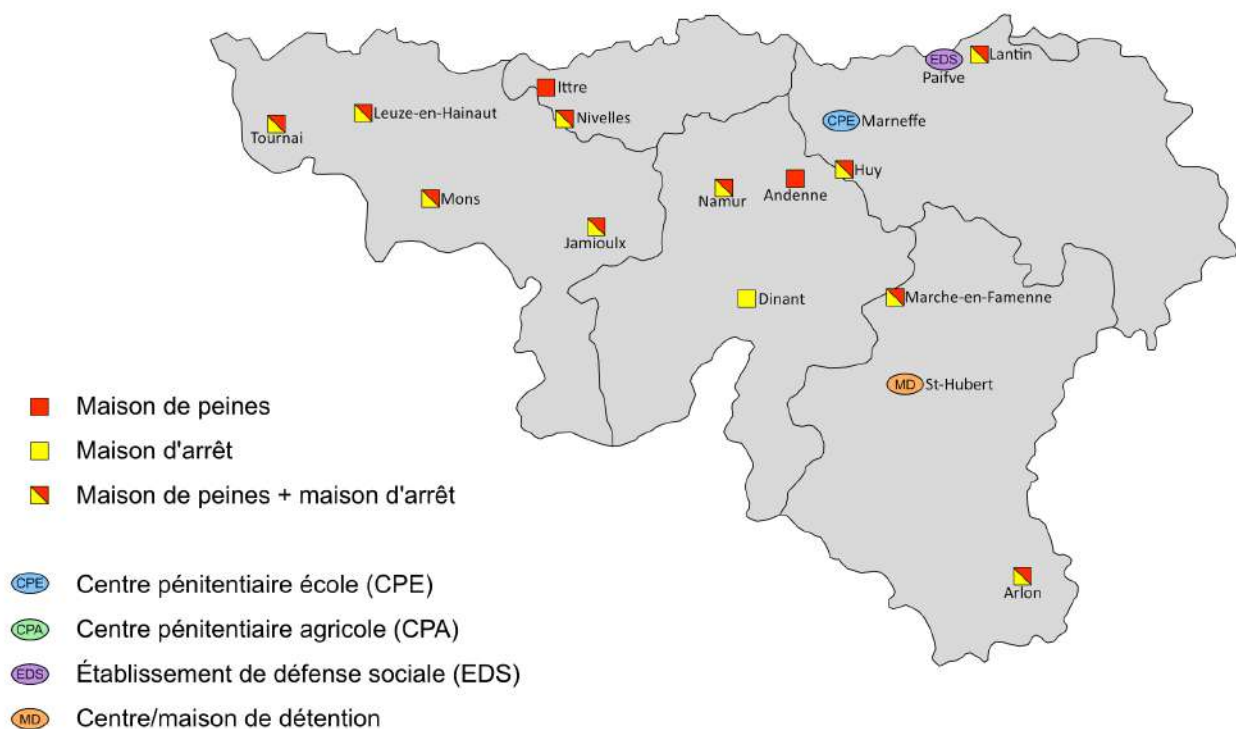 EDS
Lantin
Paifve
Ittre
Leuze-en-Hainaut
Nivelles
CPE Marneffe
Tournai
Huy
Mons
Namur
Andenne
Jamioulx
Dinant
Marche-en-Famenne
MD St-Hubert
Maison de peines
Maison d'arrêt
Maison de peines + maison d'arrêt
Arlon
CPE Centre pénitentiaire école (CPE)
CPA Centre pénitentiaire agricole (CPA)
EDS Établissement de défense sociale (EDS)
MD Centre/maison de détention